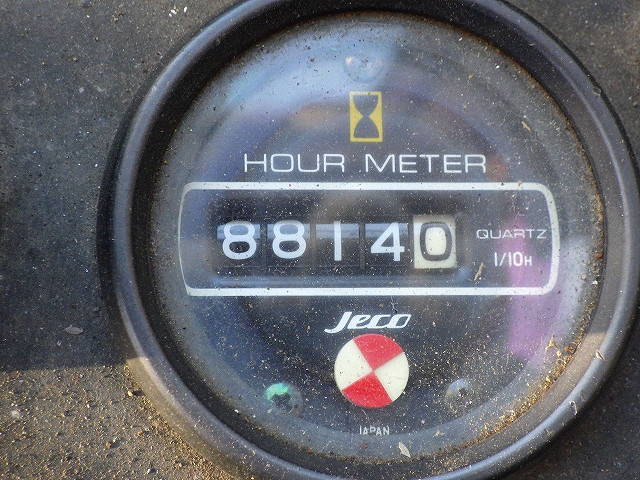 HOUR METER
88140
QUARTZ
1/10H
Jeco
JAPAN